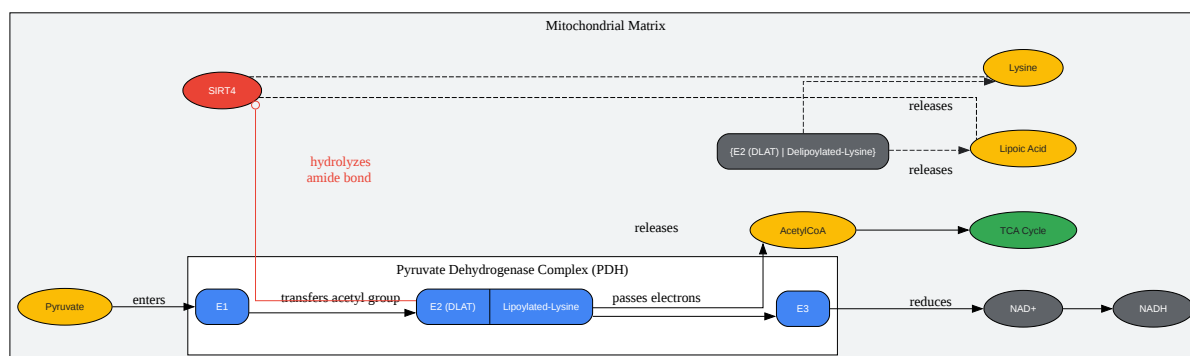 Mitochondrial Matrix
Lysine
SIRT4
releases
{E2 (DLAT) | Delipoylated-Lysine}
Lipoic Acid
hydrolyzes
amide bond
releases
releases
AcetylCoA
TCA Cycle
Pyruvate Dehydrogenase Complex (PDH)
Pyruvate
enters
E1
transfers acetyl group
E2 (DLAT)
Lipoylated-Lysine
passes electrons
E3
reduces
NAD+
NADH